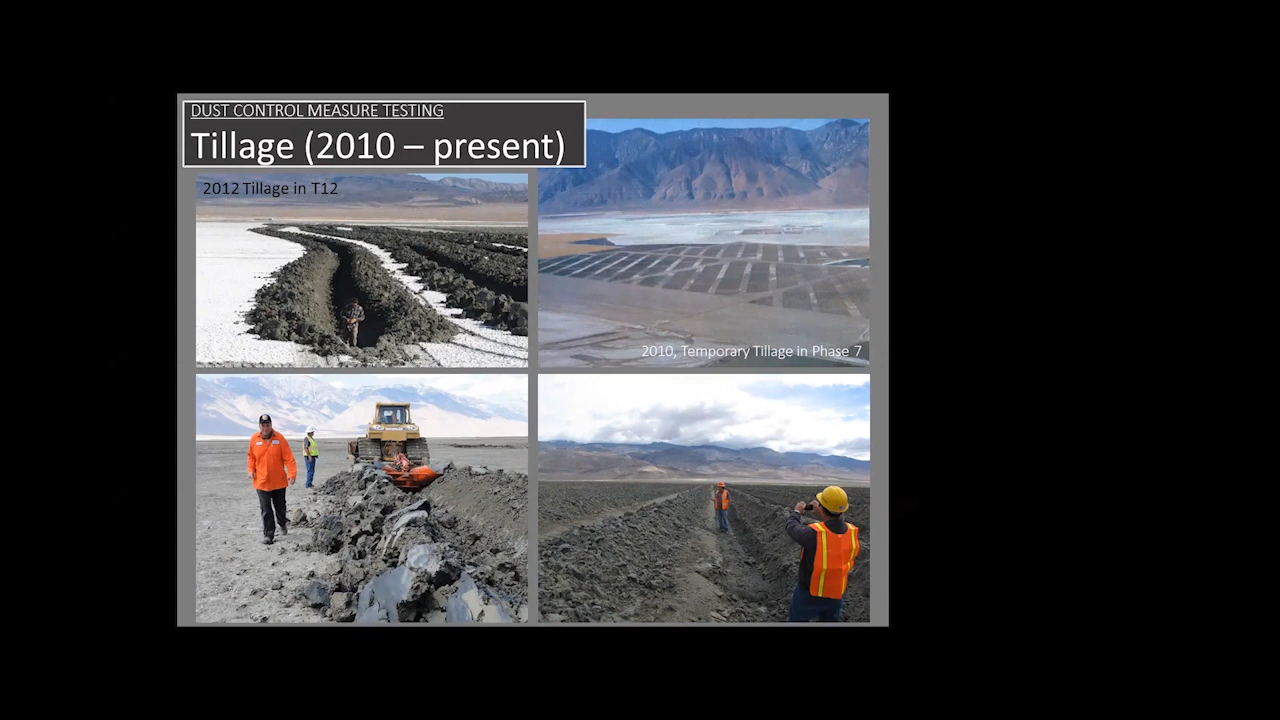 DUST CONTROL MEASURE TESTING
Tillage (2010 – present)
2012 Tillage in T12
2010, Temporary Tillage in Phase 7